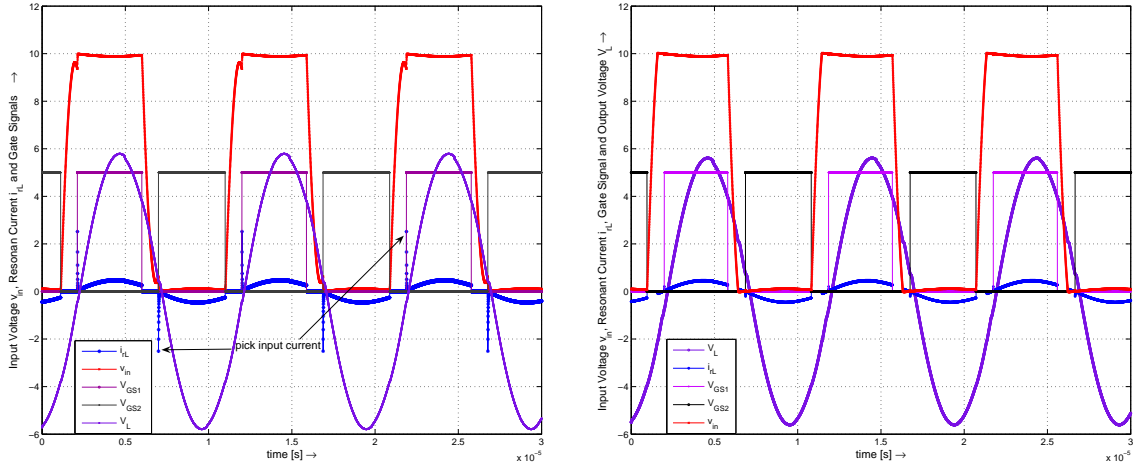 Input Voltage v_in, Resonan Current i_rL and Gate Signals →
12
10
8
6
4
2
0
−2
−4
−6
pick input current
i_rL
v_in
V_GS1
V_GS2
V_L
0
0.5
1
1.5
2
2.5
3
x 10^−5
time [s] →
Input Voltage v_in, Resonant Current i_rL, Gate Signal and Output Voltage V_L →
12
10
8
6
4
2
0
−2
−4
−6
V_L
i_rL
V_GS1
V_GS2
v_in
0
0.5
1
1.5
2
2.5
3
x 10^−5
time [s] →